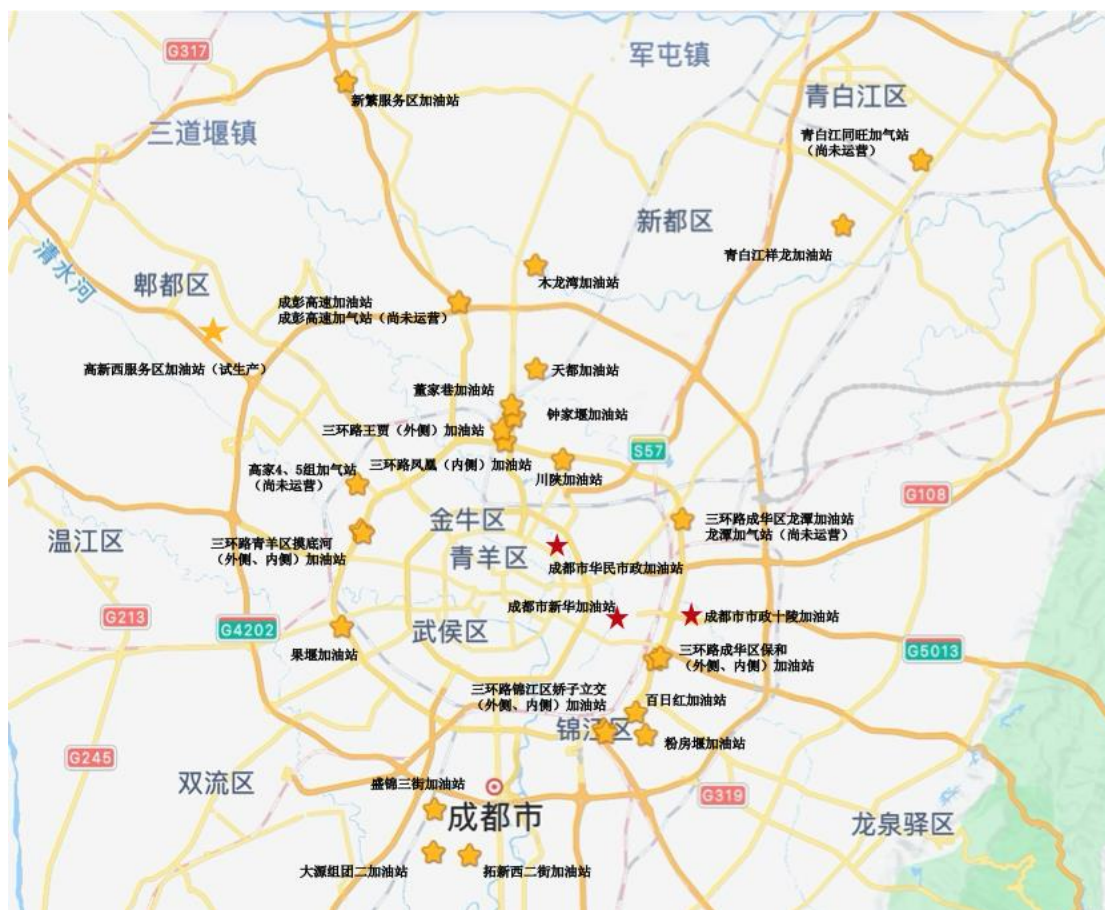 G317
军屯镇
新繁服务区加油站
青白江区
三道堰镇
青白江同旺加气站
（尚未运营）
新都区
清水河
青白江祥龙加油站
郫都区
木龙湾加油站
成彭高速加油站
成彭高速加气站（尚未运营）
高新西服务区加油站（试生产）
天都加油站
董家巷加油站
钟家堰加油站
三环路王贾（外侧）加油站
S57
三环路凤凰（内侧）加油站
高家4、5组加气站
（尚未运营）
川陕加油站
G108
金牛区
三环路成华区龙潭加油站
龙潭加气站（尚未运营）
温江区
三环路青羊区摸底河
（外侧、内侧）加油站
青羊区
成都市华民市政加油站
成都市新华加油站
G213
G4202
武侯区
成都市市政十陵加油站
果堰加油站
三环路成华区保和
（外侧、内侧）加油站
G5013
三环路锦江区娇子立交
（外侧、内侧）加油站
百日红加油站
锦江区
粉房堰加油站
G245
双流区
盛锦三街加油站
G319
成都市
龙泉驿区
大源组团二加油站
拓新西二街加油站